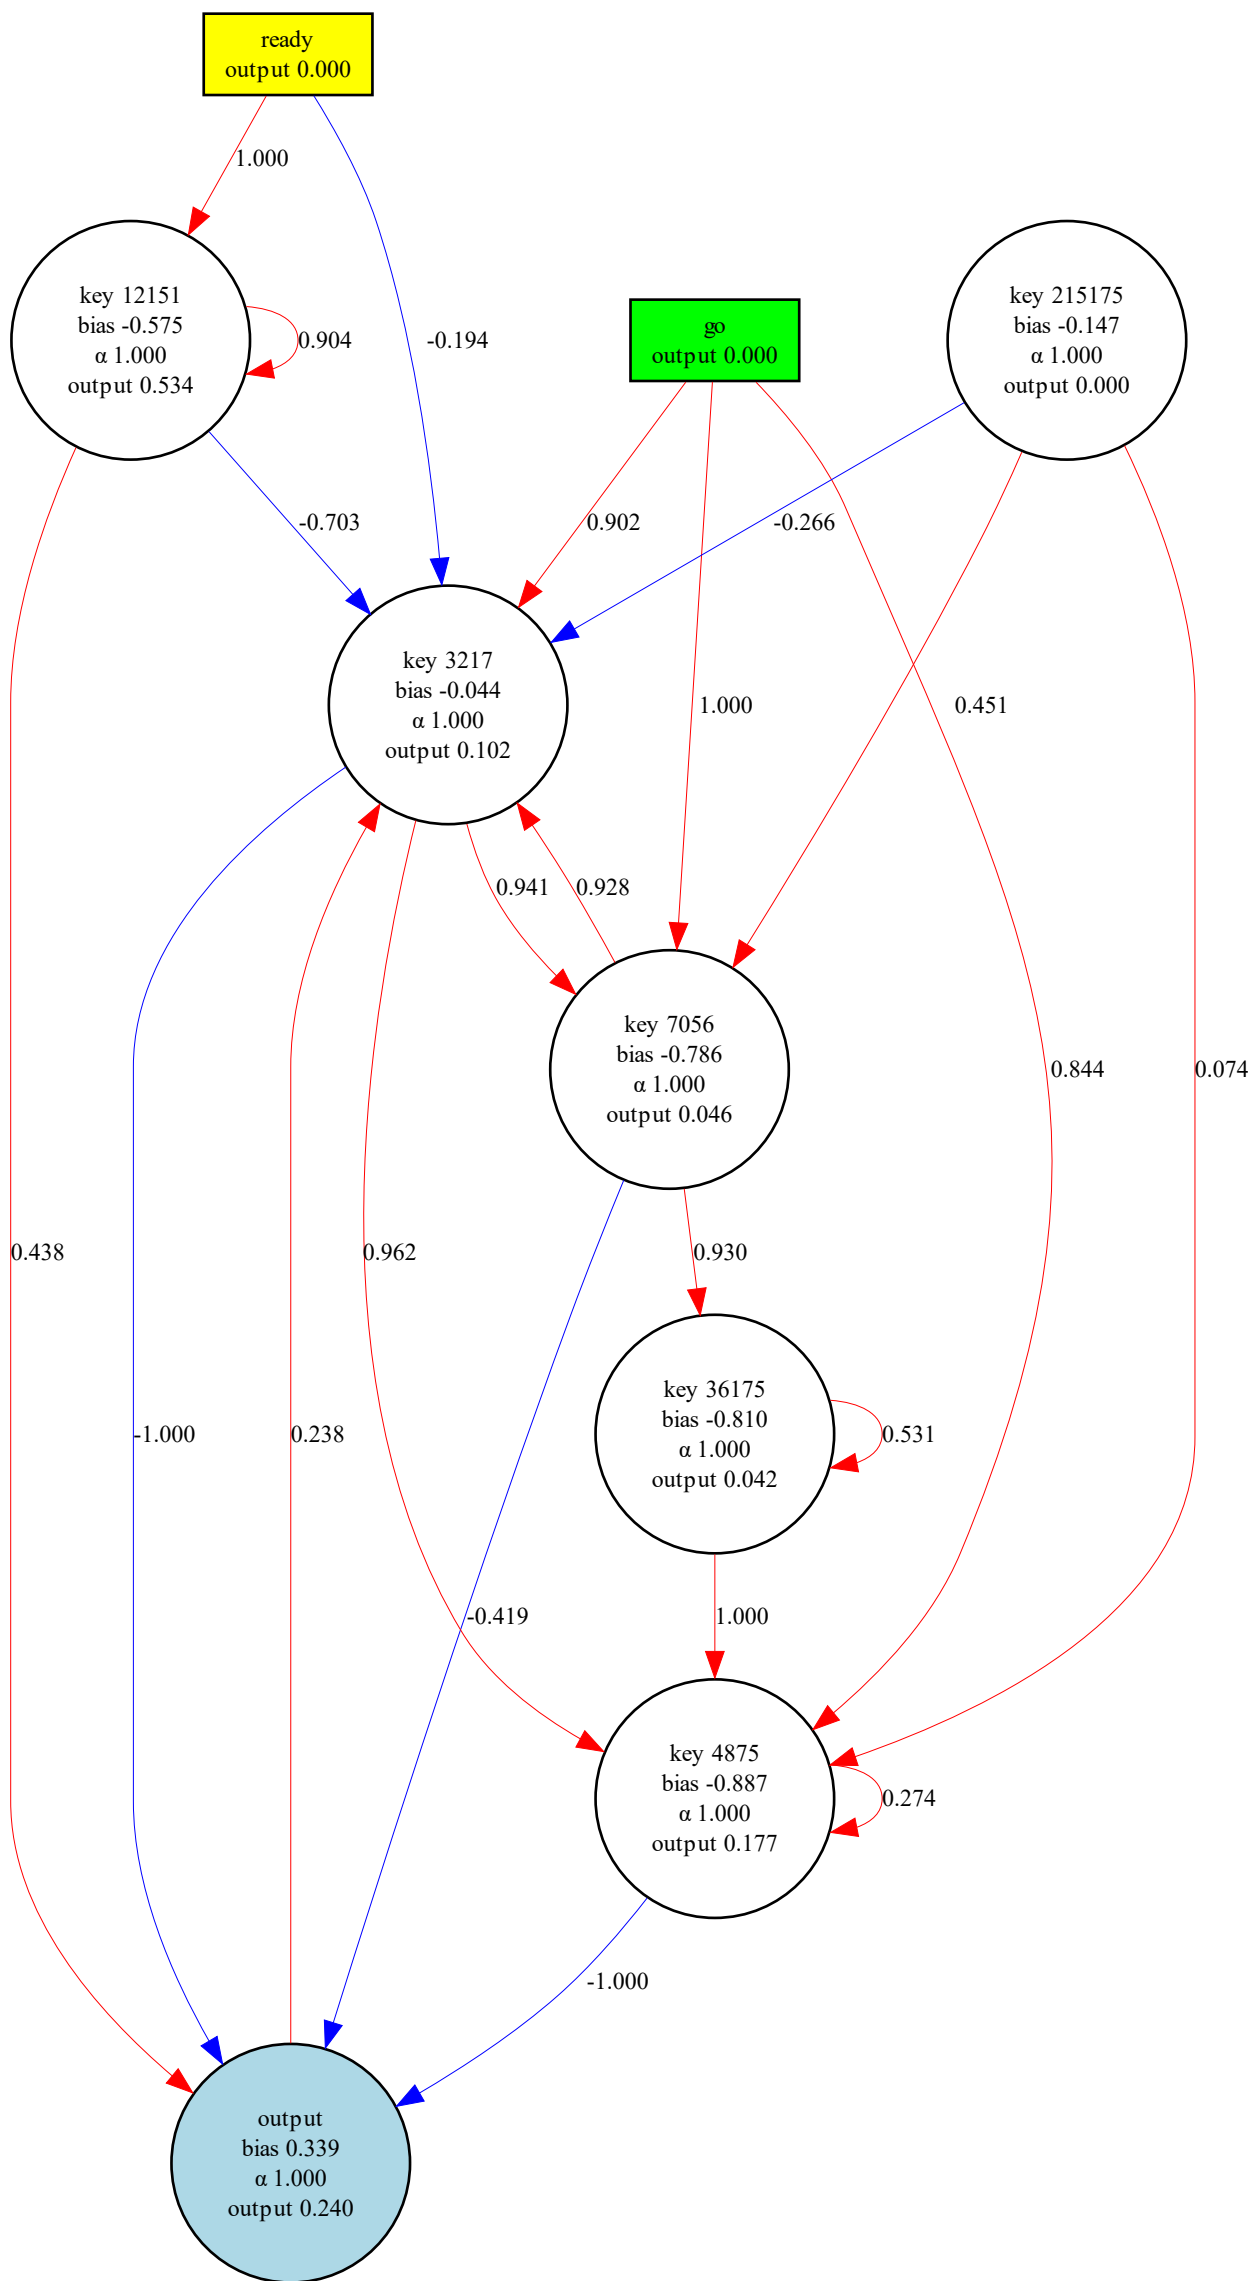 ready
output 0.000
1.000
key 12151
bias -0.575
α 1.000
output 0.534
0.904
-0.194
go
output 0.000
key 215175
bias -0.147
α 1.000
output 0.000
-0.703
0.902
-0.266
key 3217
bias -0.044
α 1.000
output 0.102
1.000
0.451
0.941
0.928
key 7056
bias -0.786
α 1.000
output 0.046
0.844
0.074
0.438
0.962
0.930
key 36175
bias -0.810
α 1.000
output 0.042
0.531
-1.000
0.238
-0.419
1.000
key 4875
bias -0.887
α 1.000
output 0.177
0.274
-1.000
output
bias 0.339
α 1.000
output 0.240